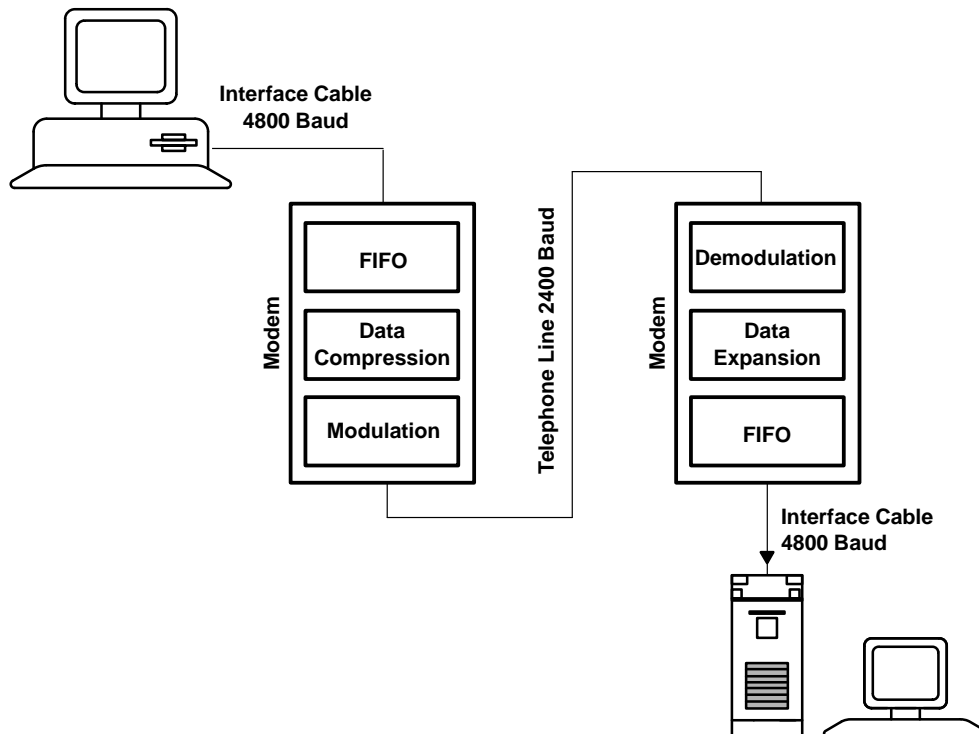 Interface Cable
4800 Baud
Modem
FIFO
Data
Compression
Modulation
Telephone Line 2400 Baud
Modem
Demodulation
Data
Expansion
FIFO
Interface Cable
4800 Baud